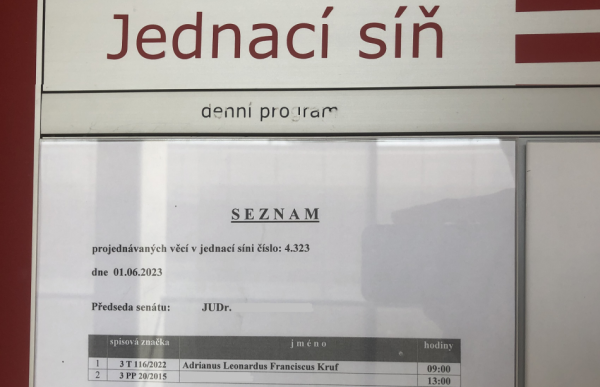 Jednací síň
denní program
SEZNAM
projednávaných věcí v jednací síni číslo: 4.323
dne 01.06.2023
Předseda senátu: JUDr.
spisová značka jméno hodiny
1 3 T 116/2022 Adrianus Leonardus Franciscus Kruf 09:00
2 3 PP 20/2015 13:00